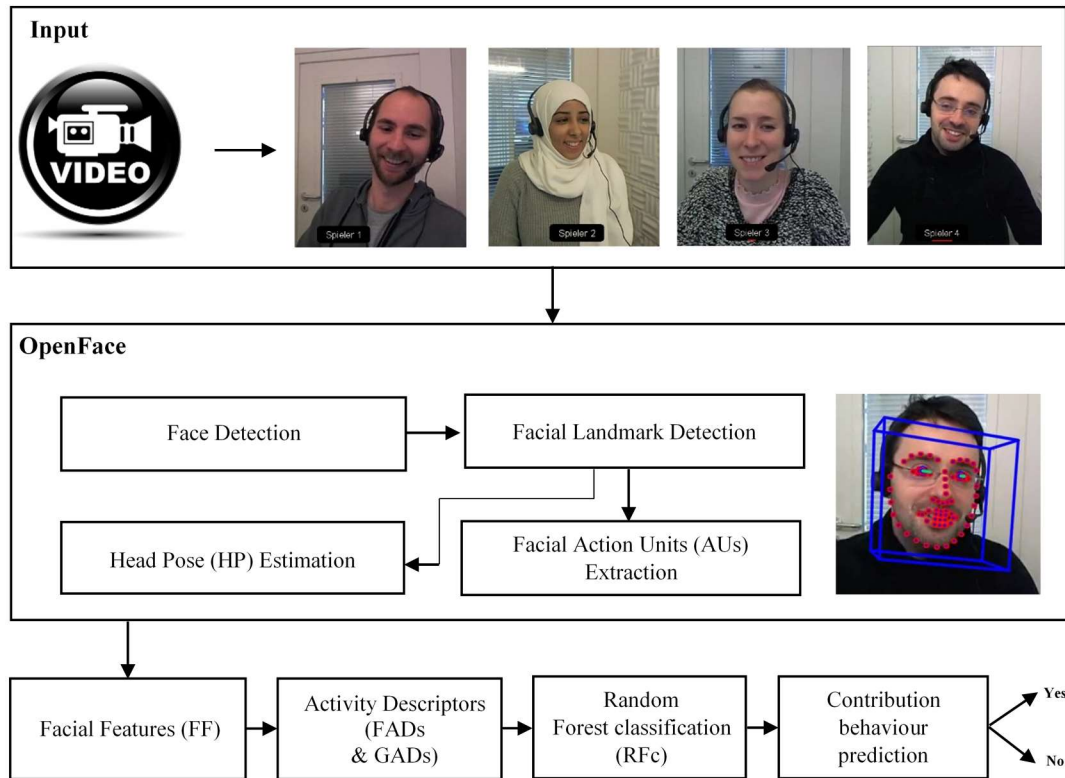 Input
VIDEO
Spieler 1
Spieler 2
Spieler 3
Spieler 4
OpenFace
Face Detection
Facial Landmark Detection
Head Pose (HP) Estimation
Facial Action Units (AUs)
Extraction
Facial Features (FF)
Activity Descriptors
(FADs
& GADs)
Random
Forest classification
(RFc)
Contribution
behaviour
prediction
Yes
No